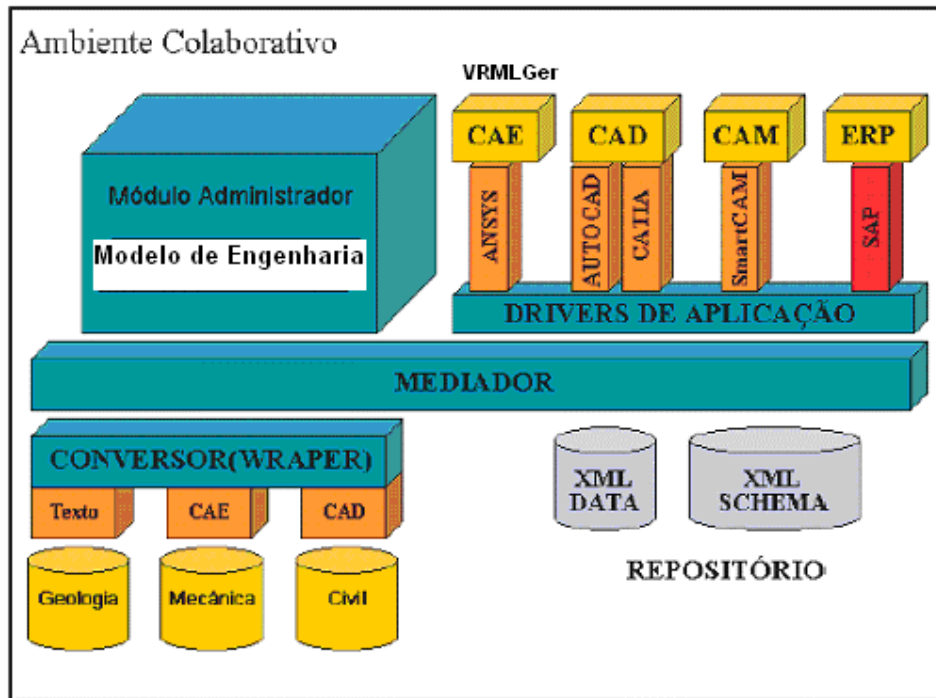 Ambiente Colaborativo
VRMLGer
CAE
CAD
CAM
ERP
Módulo Administrador
Modelo de Engenharia
ANSYS
AUTOCAD
CATIA
SmartCAM
SAP
DRIVERS DE APLICAÇÃO
MEDIADOR
CONVERSOR(WRAPER)
Texto
CAE
CAD
Geologia
Mecânica
Civil
XML
DATA
XML
SCHEMA
REPOSITÓRIO